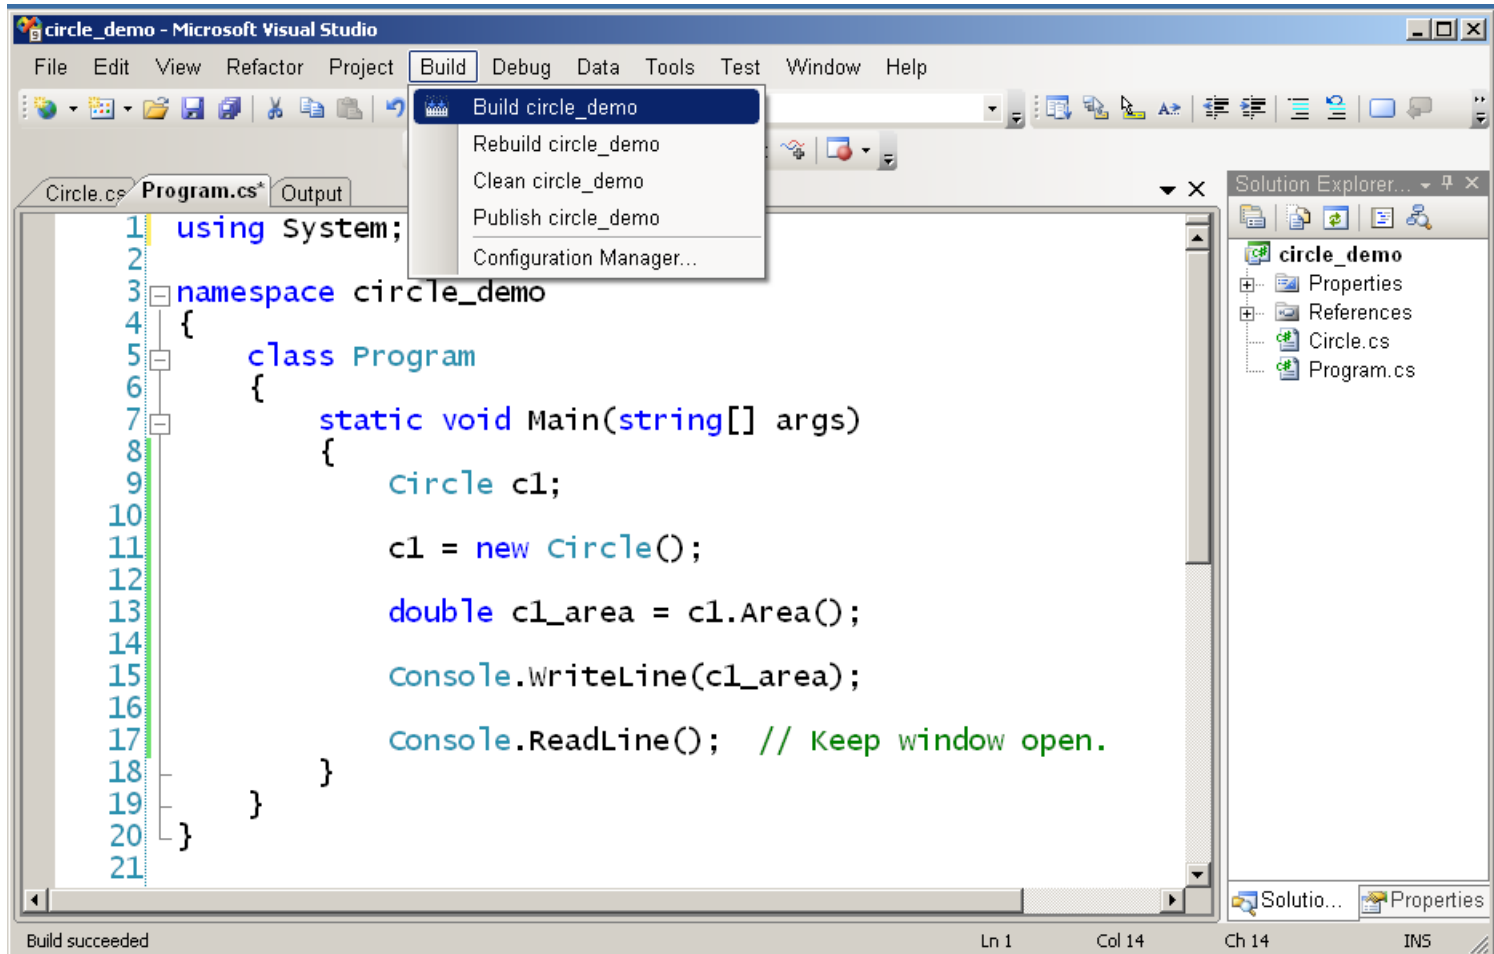 circle_demo - Microsoft Visual Studio
File Edit View Refactor Project Build Debug Data Tools Test Window Help
Build circle_demo
Rebuild circle_demo
Clean circle_demo
Publish circle_demo
Configuration Manager...
Circle.cs Program.cs* Output
Solution Explorer...
1 using System;
2
3 namespace circle_demo
4 {
5 class Program
6 {
7 static void Main(string[] args)
8 {
9 Circle c1;
10
11 c1 = new Circle();
12
13 double c1_area = c1.Area();
14
15 Console.WriteLine(c1_area);
16
17 Console.ReadLine(); // Keep window open.
18 }
19 }
20 }
21
circle_demo
Properties
References
Circle.cs
Program.cs
Solutio... Properties
Build succeeded Ln 1 Col 14 Ch 14 INS